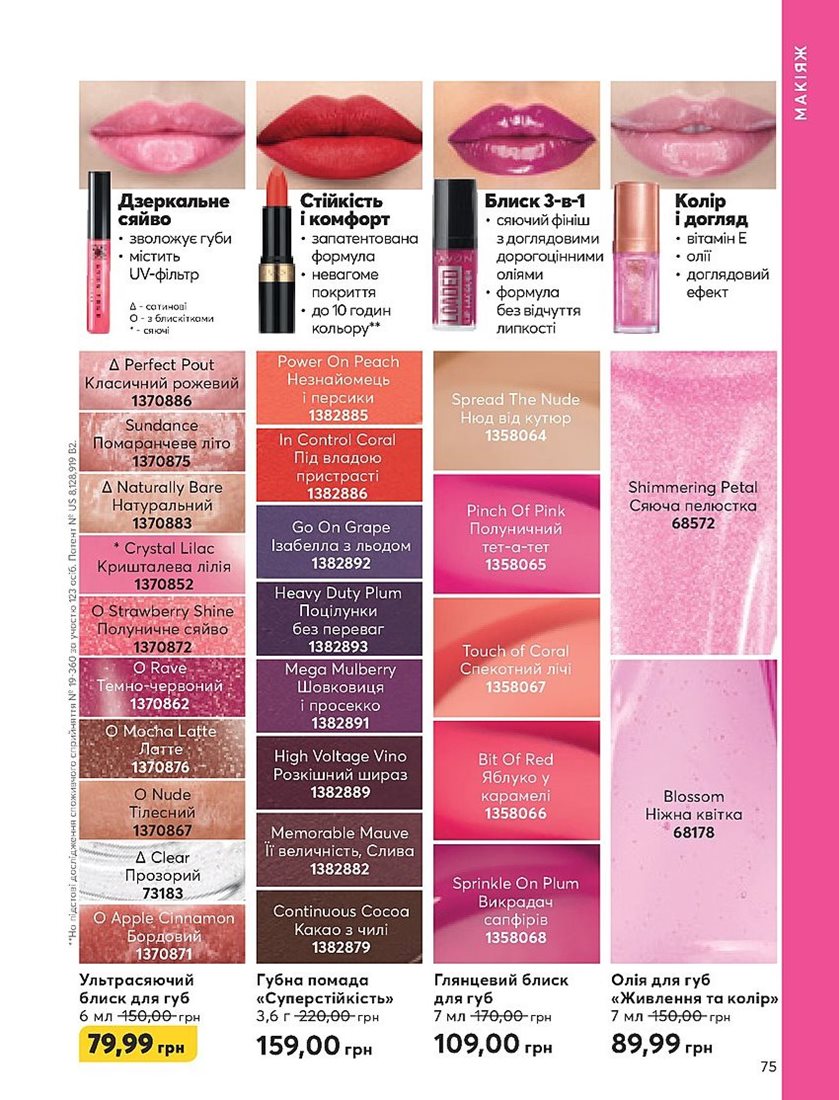 МАКІЯЖ
Дзеркальне
сяйво
• зволожує губи
• містить
UV-фільтр
Δ - сатинові
O - з блискітками
* - сяючі
Стійкість
і комфорт
• запатентована
формула
• невагоме
покриття
• до 10 годин
кольору**
Блиск 3-в-1
• сяючий фініш
з доглядовими
дорогоцінними
оліями
• формула
без відчуття
липкості
AVON
LOADED
Колір
і догляд
• вітамін Е
• олії
• доглядовий
ефект
Δ Perfect Pout
Класичний рожевий
1370886
Sundance
Помаранчеве літо
1370875
Δ Naturally Bare
Натуральний
1370883
* Crystal Lilac
Кришталева лілія
1370852
O Strawberry Shine
Полуничне сяйво
1370872
O Rave
Темно-червоний
1370862
O Mocha Latte
Латте
1370876
O Nude
Тілесний
1370867
Δ Clear
Прозорий
73183
O Apple Cinnamon
Бордовий
1370871
Power On Peach
Незнайомець
і персики
1382885
In Control Coral
Під владою
пристрасті
1382886
Go On Grape
Ізабелла з льодом
1382892
Heavy Duty Plum
Поцілунки
без переваг
1382893
Mega Mulberry
Шовковиця
і просекко
1382891
High Voltage Vino
Розкішний шираз
1382889
Memorable Mauve
Її величність, Слива
1382882
Continuous Cocoa
Какао з чилі
1382879
Spread The Nude
Нюд від кутюр
1358064
Pinch Of Pink
Полуничний
тет-а-тет
1358065
Touch of Coral
Спекотний лічі
1358067
Bit Of Red
Яблуко у
карамелі
1358066
Sprinkle On Plum
Викрадач
сапфірів
1358068
Shimmering Petal
Сяюча пелюстка
68572
Blossom
Ніжна квітка
68178
**На підставі дослідження споживчого сприйняття № 19-360 за участю 123 осіб. Патент № US 8,128,919 B2.
Ультрасяючий
блиск для губ
6 мл 150,00 грн
79,99 грн
Губна помада
«Суперстійкість»
3,6 г 220,00 грн
159,00 грн
Глянцевий блиск
для губ
7 мл 170,00 грн
109,00 грн
Олія для губ
«Живлення та колір»
7 мл 150,00 грн
89,99 грн
75